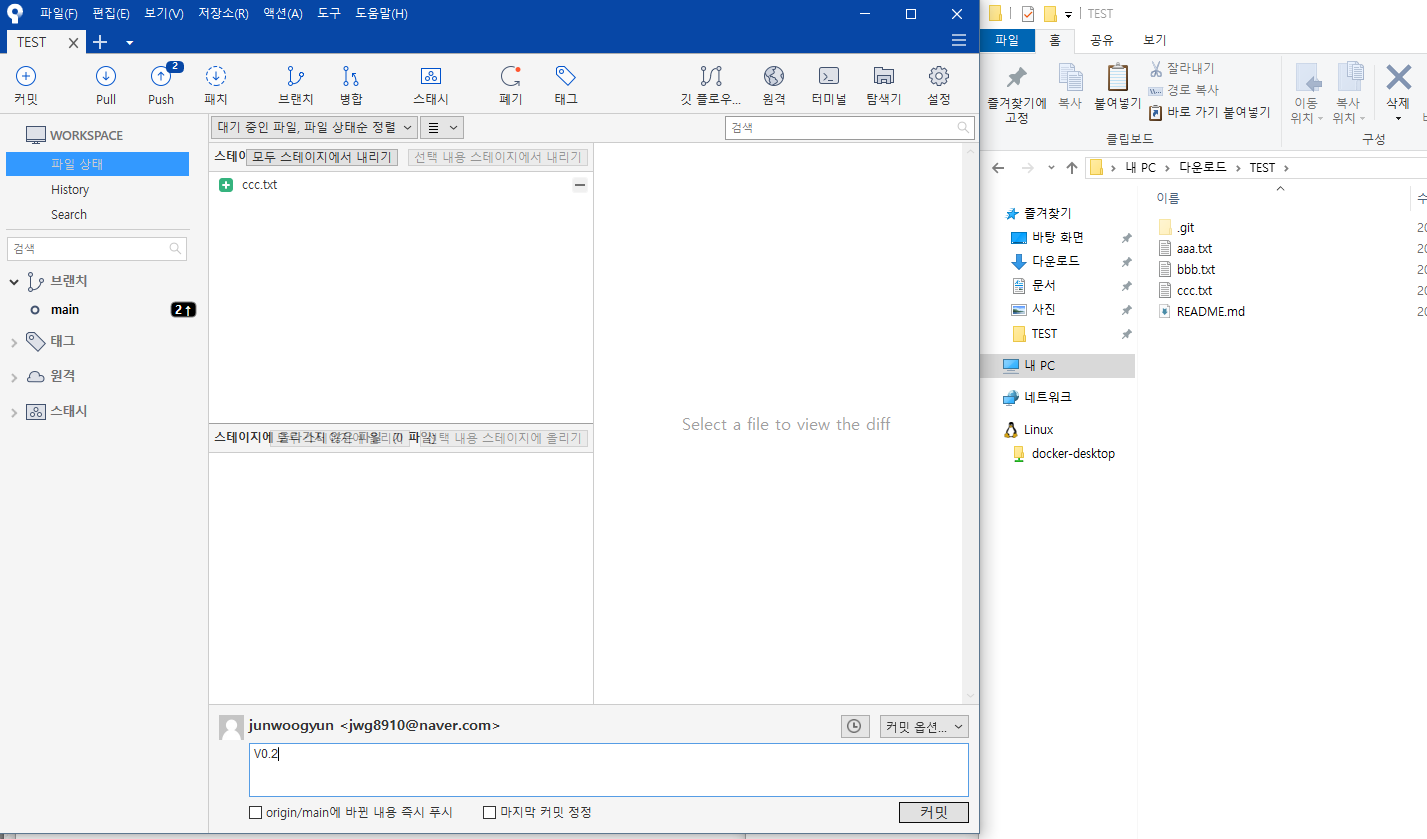 파일(F) 편집(E) 보기(V) 저장소(R) 액션(A) 도구 도움말(H)
TEST
커밋
Pull
2
Push
패치
브랜치
병합
스태시
폐기
태그
깃 플로우...
원격
터미널
탐색기
설정
WORKSPACE
파일 상태
History
Search
검색
브랜치
main
2↑
태그
원격
스태시
대기 중인 파일, 파일 상태순 정렬
검색
모두 스테이지에서 내리기
선택 내용 스테이지에서 내리기
ccc.txt
스테이지에 올라가지 않은 파일 (0 파일)
내용 스테이지에 올리기
Select a file to view the diff
junwoogyun <jwg8910@naver.com>
커밋 옵션...
V0.2
origin/main에 바뀐 내용 즉시 푸시
마지막 커밋 정정
커밋
TEST
파일
홈
공유
보기
즐겨찾기에
고정
복사
붙여넣기
잘라내기
경로 복사
바로 가기 붙여넣기
클립보드
이동
위치
복사
위치
삭제
구성
내 PC > 다운로드 > TEST >
이름
즐겨찾기
바탕 화면
다운로드
문서
사진
TEST
내 PC
네트워크
Linux
docker-desktop
.git
aaa.txt
bbb.txt
ccc.txt
README.md